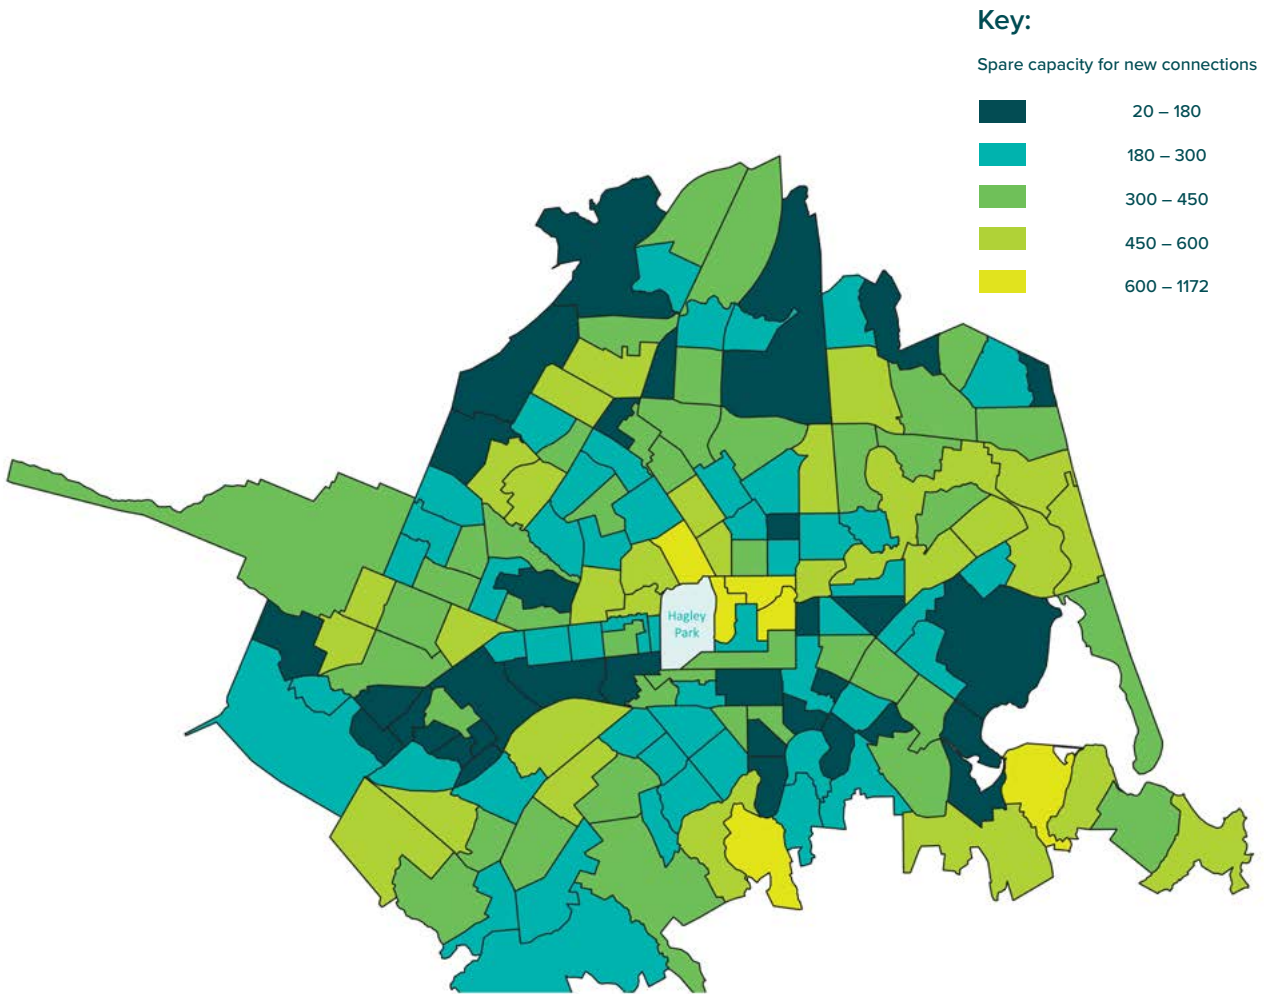 Key:
Spare capacity for new connections
20 – 180
180 – 300
300 – 450
450 – 600
600 – 1172
Hagley
Park